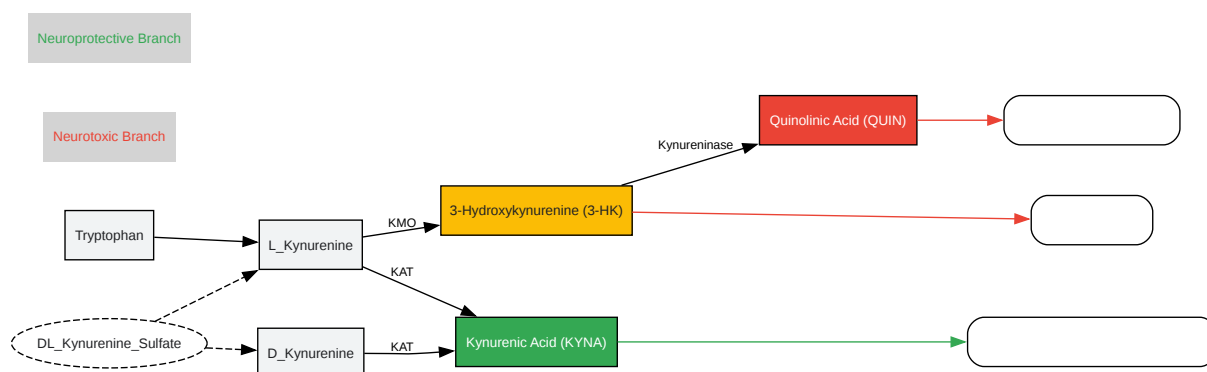 Neuroprotective Branch
Neurotoxic Branch
Quinolinic Acid (QUIN)
Kynureninase
3-Hydroxykynurenine (3-HK)
KMO
Tryptophan
L_Kynurenine
KAT
DL_Kynurenine_Sulfate
D_Kynurenine
KAT
Kynurenic Acid (KYNA)